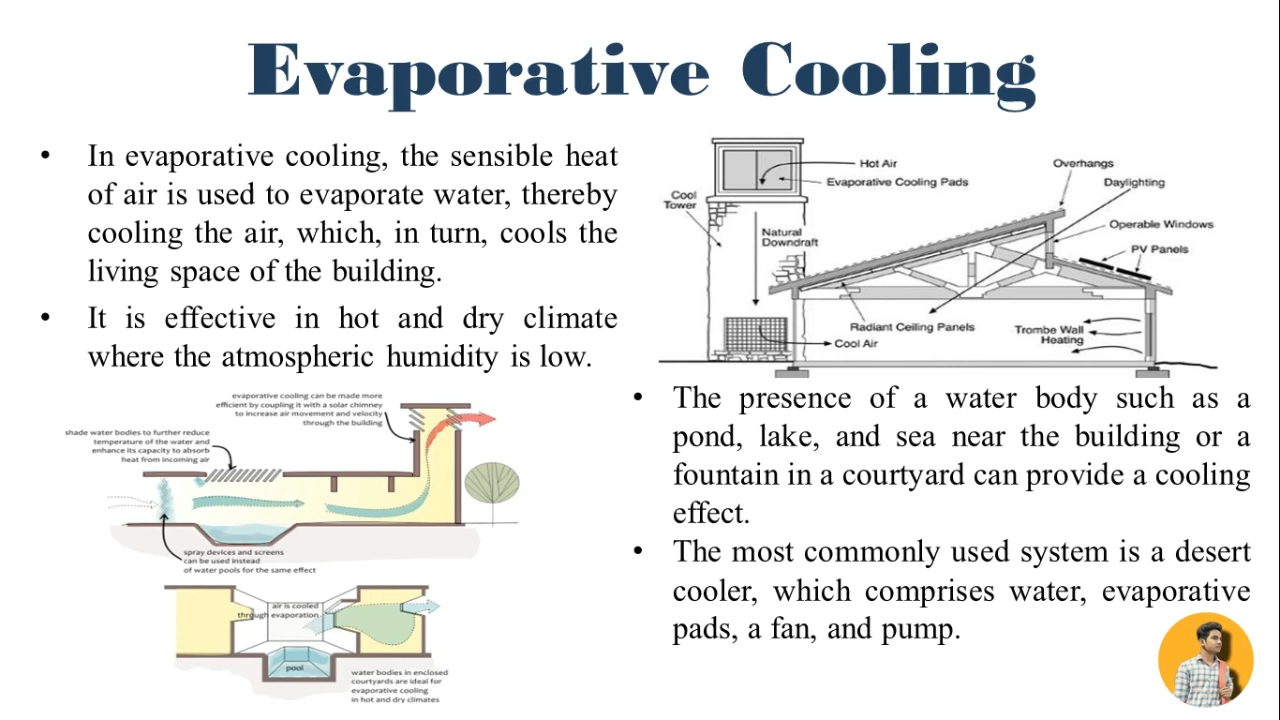 Evaporative Cooling
• In evaporative cooling, the sensible heat
of air is used to evaporate water, thereby
cooling the air, which, in turn, cools the
living space of the building.
• It is effective in hot and dry climate
where the atmospheric humidity is low.
Hot Air
Evaporative Cooling Pads
Cool
Tower
Natural
Downdraft
Overhangs
Daylighting
Operable Windows
PV Panels
Radiant Ceiling Panels
Cool Air
Trombe Wall
Heating
evaporative cooling can be made more
efficient by coupling it with a solar chimney
to increase air movement and velocity
through the building
shade water bodies to further reduce
temperature of the water and
enhance its capacity to absorb
heat from incoming air
spray devices and screens
can be used instead
of water pools for the same effect
air is cooled
through evaporation
pool
water bodies in enclosed
courtyards are ideal for
evaporative cooling
in hot and dry climates
• The presence of a water body such as a
pond, lake, and sea near the building or a
fountain in a courtyard can provide a cooling
effect.
• The most commonly used system is a desert
cooler, which comprises water, evaporative
pads, a fan, and pump.